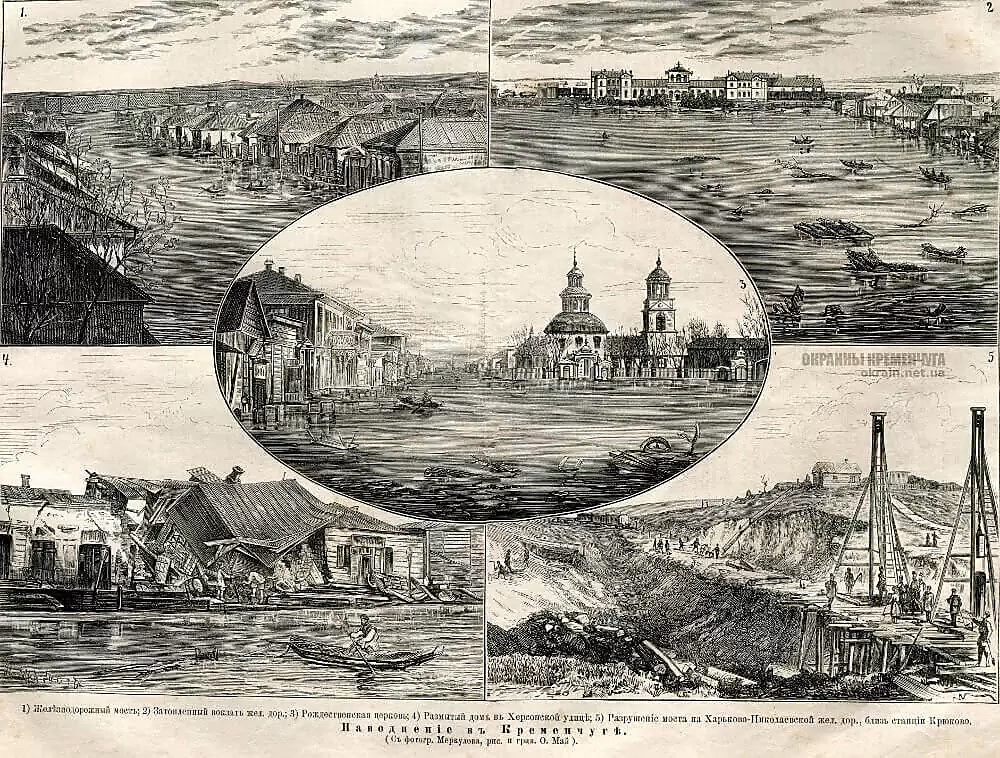 1.
2
3
ОКРАИНЫ КРЕМЕНЧУГА
okrain.net.ua
4.
5
1) Желѣзнодорожный мостъ; 2) Затопленный вокзалъ жел. дор.; 3) Рождественская церковь; 4) Размытый домъ въ Херсонской улицѣ; 5) Разрушеніе моста на Харьково-Николаевской жел. дор., близъ станціи Крюково.
Наводненіе въ Кременчугѣ.
(Съ фотогр. Меркулова, рис. и грав. О. Май).